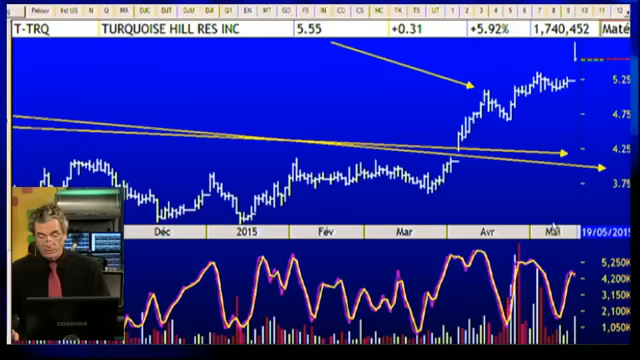 T-TRQ TURQUOISE HILL RES INC 5.55 +0.31 +5.92% 1,740,452 Maté
5.25
4.75
4.25
3.75
Déc 2015 Fév Mar Avr Mai 19/05/2015
5,250K
4,200K
3,150K
2,100K
1,050K
TOSHIBA